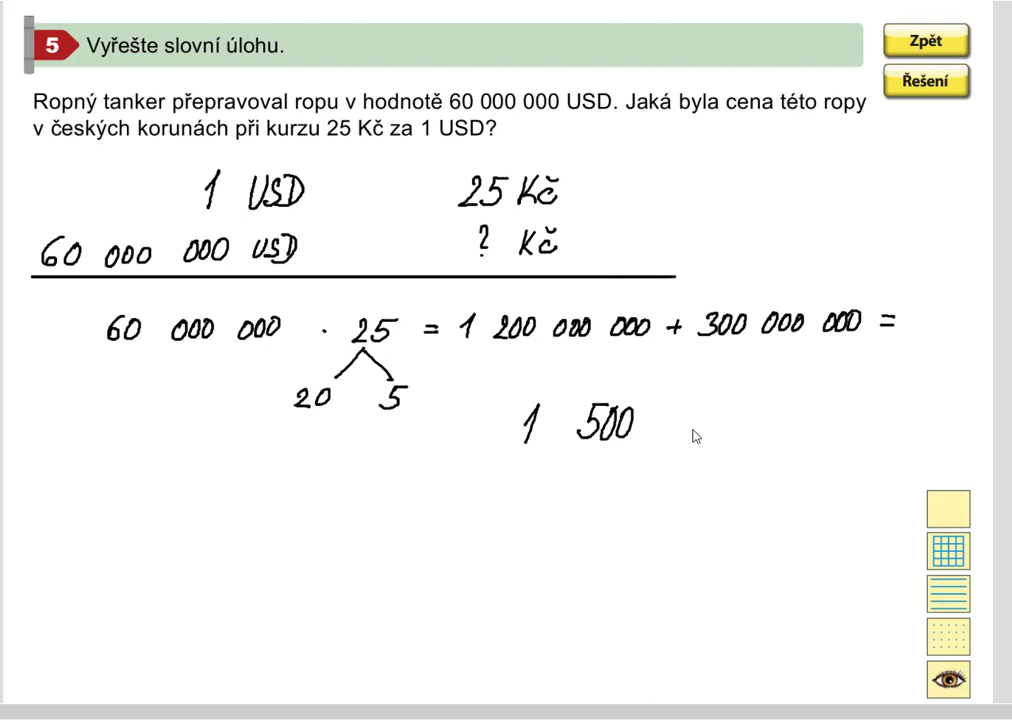 5 Vyřešte slovní úlohu.
Zpět
Řešení
Ropný tanker přepravoval ropu v hodnotě 60 000 000 USD. Jaká byla cena této ropy
v českých korunách při kurzu 25 Kč za 1 USD?
1 USD 25 Kč
60 000 000 USD ? Kč
60 000 000 · 25 = 1 200 000 000 + 300 000 000 =
20 5
1 500